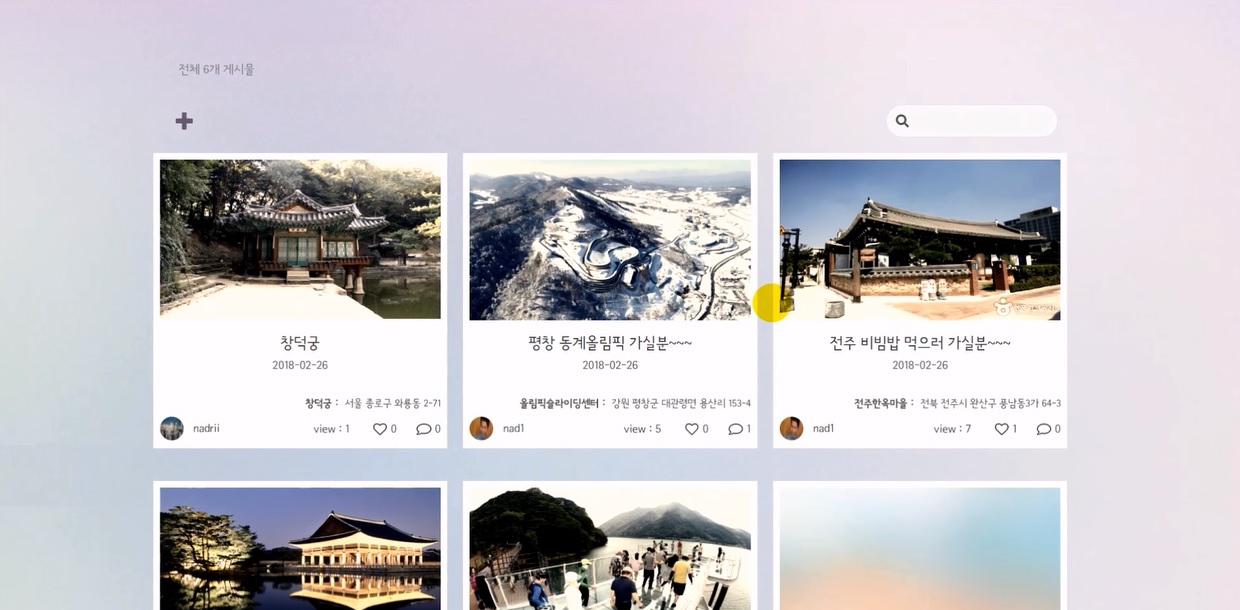 전체 6개 게시물
창덕궁
2018-02-26
창덕궁 : 서울 종로구 와룡동 2-71
nadrii view : 1 0 0
평창 동계올림픽 가실분~~~
2018-02-26
올림픽슬라이딩센터 : 강원 평창군 대관령면 용산리 153-4
nad1 view : 5 0 1
전주 비빔밥 먹으러 가실분~~~
2018-02-26
전주한옥마을 : 전북 전주시 완산구 풍남동3가 64-3
nad1 view : 7 1 0